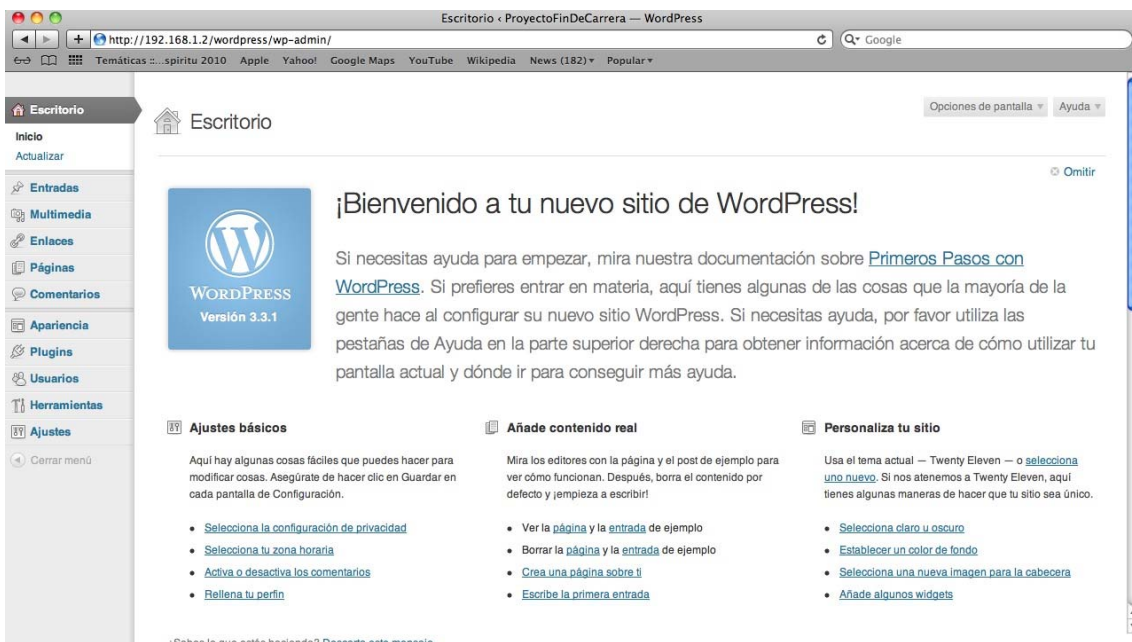 Escritorio ‹ ProyectoFinDeCarrera — WordPress
http://192.168.1.2/wordpress/wp-admin/
Google
Temáticas ::...spiritu 2010 Apple Yahoo! Google Maps YouTube Wikipedia News (182) Popular
Escritorio
Inicio
Actualizar
Entradas
Multimedia
Enlaces
Páginas
Comentarios
Apariencia
Plugins
Usuarios
Herramientas
Ajustes
Cerrar menú
Escritorio
Opciones de pantalla
Ayuda
Omitir
WORDPRESS
Versión 3.3.1
¡Bienvenido a tu nuevo sitio de WordPress!
Si necesitas ayuda para empezar, mira nuestra documentación sobre Primeros Pasos con
WordPress. Si prefieres entrar en materia, aquí tienes algunas de las cosas que la mayoría de la
gente hace al configurar su nuevo sitio WordPress. Si necesitas ayuda, por favor utiliza las
pestañas de Ayuda en la parte superior derecha para obtener información acerca de cómo utilizar tu
pantalla actual y dónde ir para conseguir más ayuda.
Ajustes básicos
Aquí hay algunas cosas fáciles que puedes hacer para
modificar cosas. Asegúrate de hacer clic en Guardar en
cada pantalla de Configuración.
Selecciona la configuración de privacidad
Selecciona tu zona horaria
Activa o desactiva los comentarios
Rellena tu perfin
Añade contenido real
Mira los editores con la página y el post de ejemplo para
ver cómo funcionan. Después, borra el contenido por
defecto y ¡empieza a escribir!
Ver la página y la entrada de ejemplo
Borrar la página y la entrada de ejemplo
Crea una página sobre ti
Escribe la primera entrada
Personaliza tu sitio
Usa el tema actual — Twenty Eleven — o selecciona
uno nuevo. Si nos atenemos a Twenty Eleven, aquí
tienes algunas maneras de hacer que tu sitio sea único.
Selecciona claro u oscuro
Establecer un color de fondo
Selecciona una nueva imagen para la cabecera
Añade algunos widgets